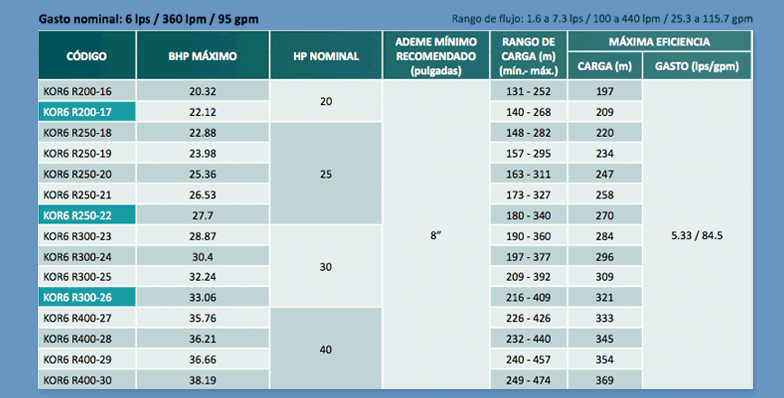 Gasto nominal: 6 lps / 360 lpm / 95 gpm
Rango de flujo: 1.6 a 7.3 lps / 100 a 440 lpm / 25.3 a 115.7 gpm
CÓDIGO BHP MÁXIMO HP NOMINAL ADEME MÍNIMO RECOMENDADO (pulgadas) RANGO DE CARGA (m) (mín.- máx.) MÁXIMA EFICIENCIA
CARGA (m) GASTO (lps/gpm)
KOR6 R200-16 20.32 20 8” 131 - 252 197 5.33 / 84.5
KOR6 R200-17 22.12 140 - 268 209
KOR6 R250-18 22.88 25 148 - 282 220
KOR6 R250-19 23.98 157 - 295 234
KOR6 R250-20 25.36 163 - 311 247
KOR6 R250-21 26.53 173 - 327 258
KOR6 R250-22 27.7 180 - 340 270
KOR6 R300-23 28.87 30 190 - 360 284
KOR6 R300-24 30.4 197 - 377 296
KOR6 R300-25 32.24 209 - 392 309
KOR6 R300-26 33.06 216 - 409 321
KOR6 R400-27 35.76 40 226 - 426 333
KOR6 R400-28 36.21 232 - 440 345
KOR6 R400-29 36.66 240 - 457 354
KOR6 R400-30 38.19 249 - 474 369